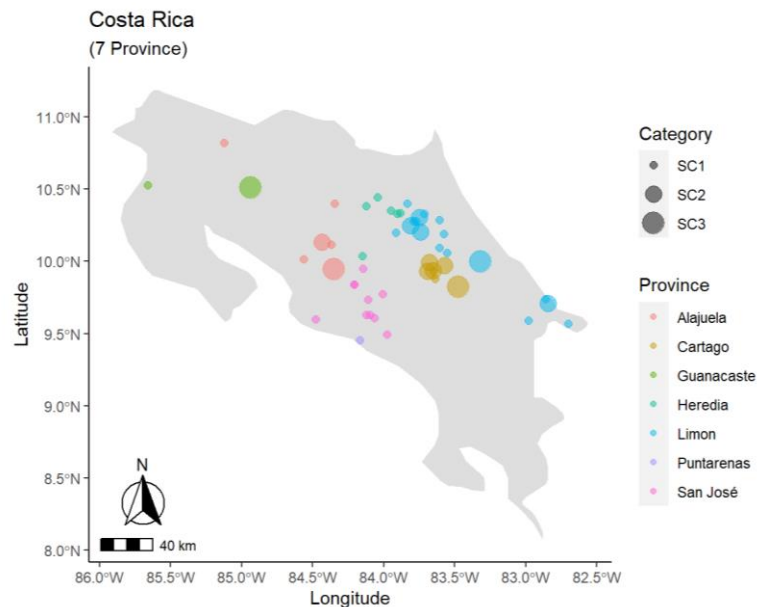 Costa Rica
(7 Province)
11.0°N
10.5°N
10.0°N
9.5°N
9.0°N
8.5°N
8.0°N
Latitude
N
40 km
86.0°W 85.5°W 85.0°W 84.5°W 84.0°W 83.5°W 83.0°W 82.5°W
Longitude
Category
SC1
SC2
SC3
Province
Alajuela
Cartago
Guanacaste
Heredia
Limon
Puntarenas
San José